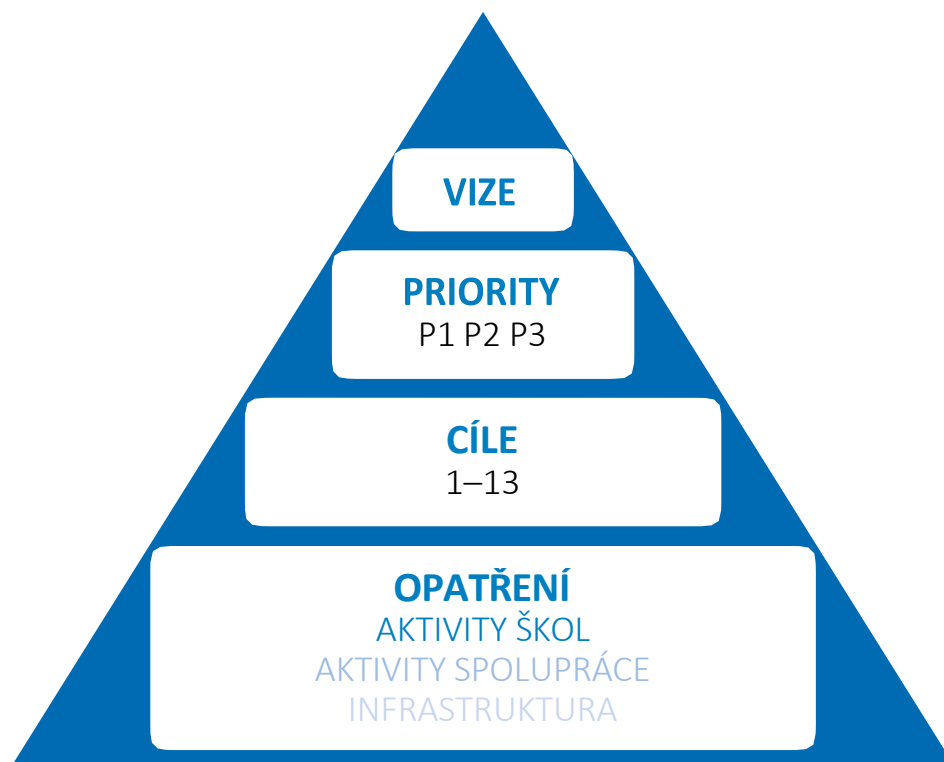 VIZE
PRIORITY
P1 P2 P3
CÍLE
1–13
OPATŘENÍ
AKTIVITY ŠKOL
AKTIVITY SPOLUPRÁCE
INFRASTRUKTURA